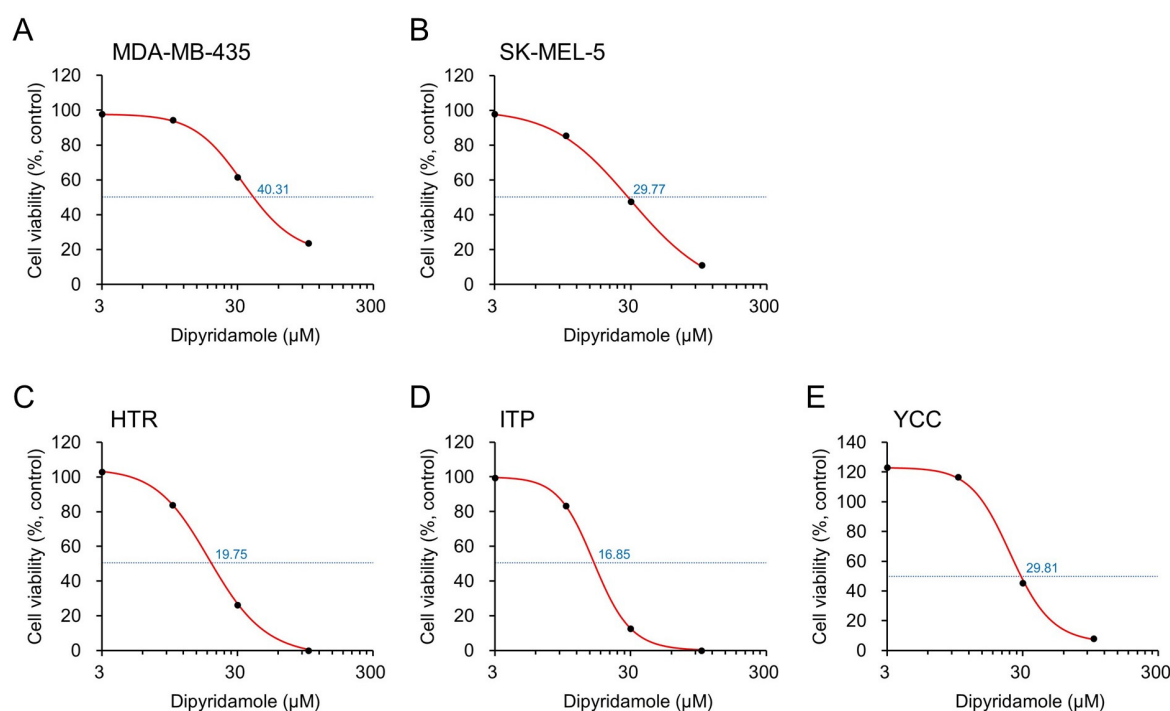 A
MDA-MB-435
120
100
80
60
40
20
0
Cell viability (%, control)
40.31
3
30
300
Dipyridamole (µM)
B
SK-MEL-5
120
100
80
60
40
20
0
Cell viability (%, control)
29.77
3
30
300
Dipyridamole (µM)
C
HTR
120
100
80
60
40
20
0
Cell viability (%, control)
19.75
3
30
300
Dipyridamole (µM)
D
ITP
120
100
80
60
40
20
0
Cell viability (%, control)
16.85
3
30
300
Dipyridamole (µM)
E
YCC
140
120
100
80
60
40
20
0
Cell viability (%, control)
29.81
3
30
300
Dipyridamole (µM)